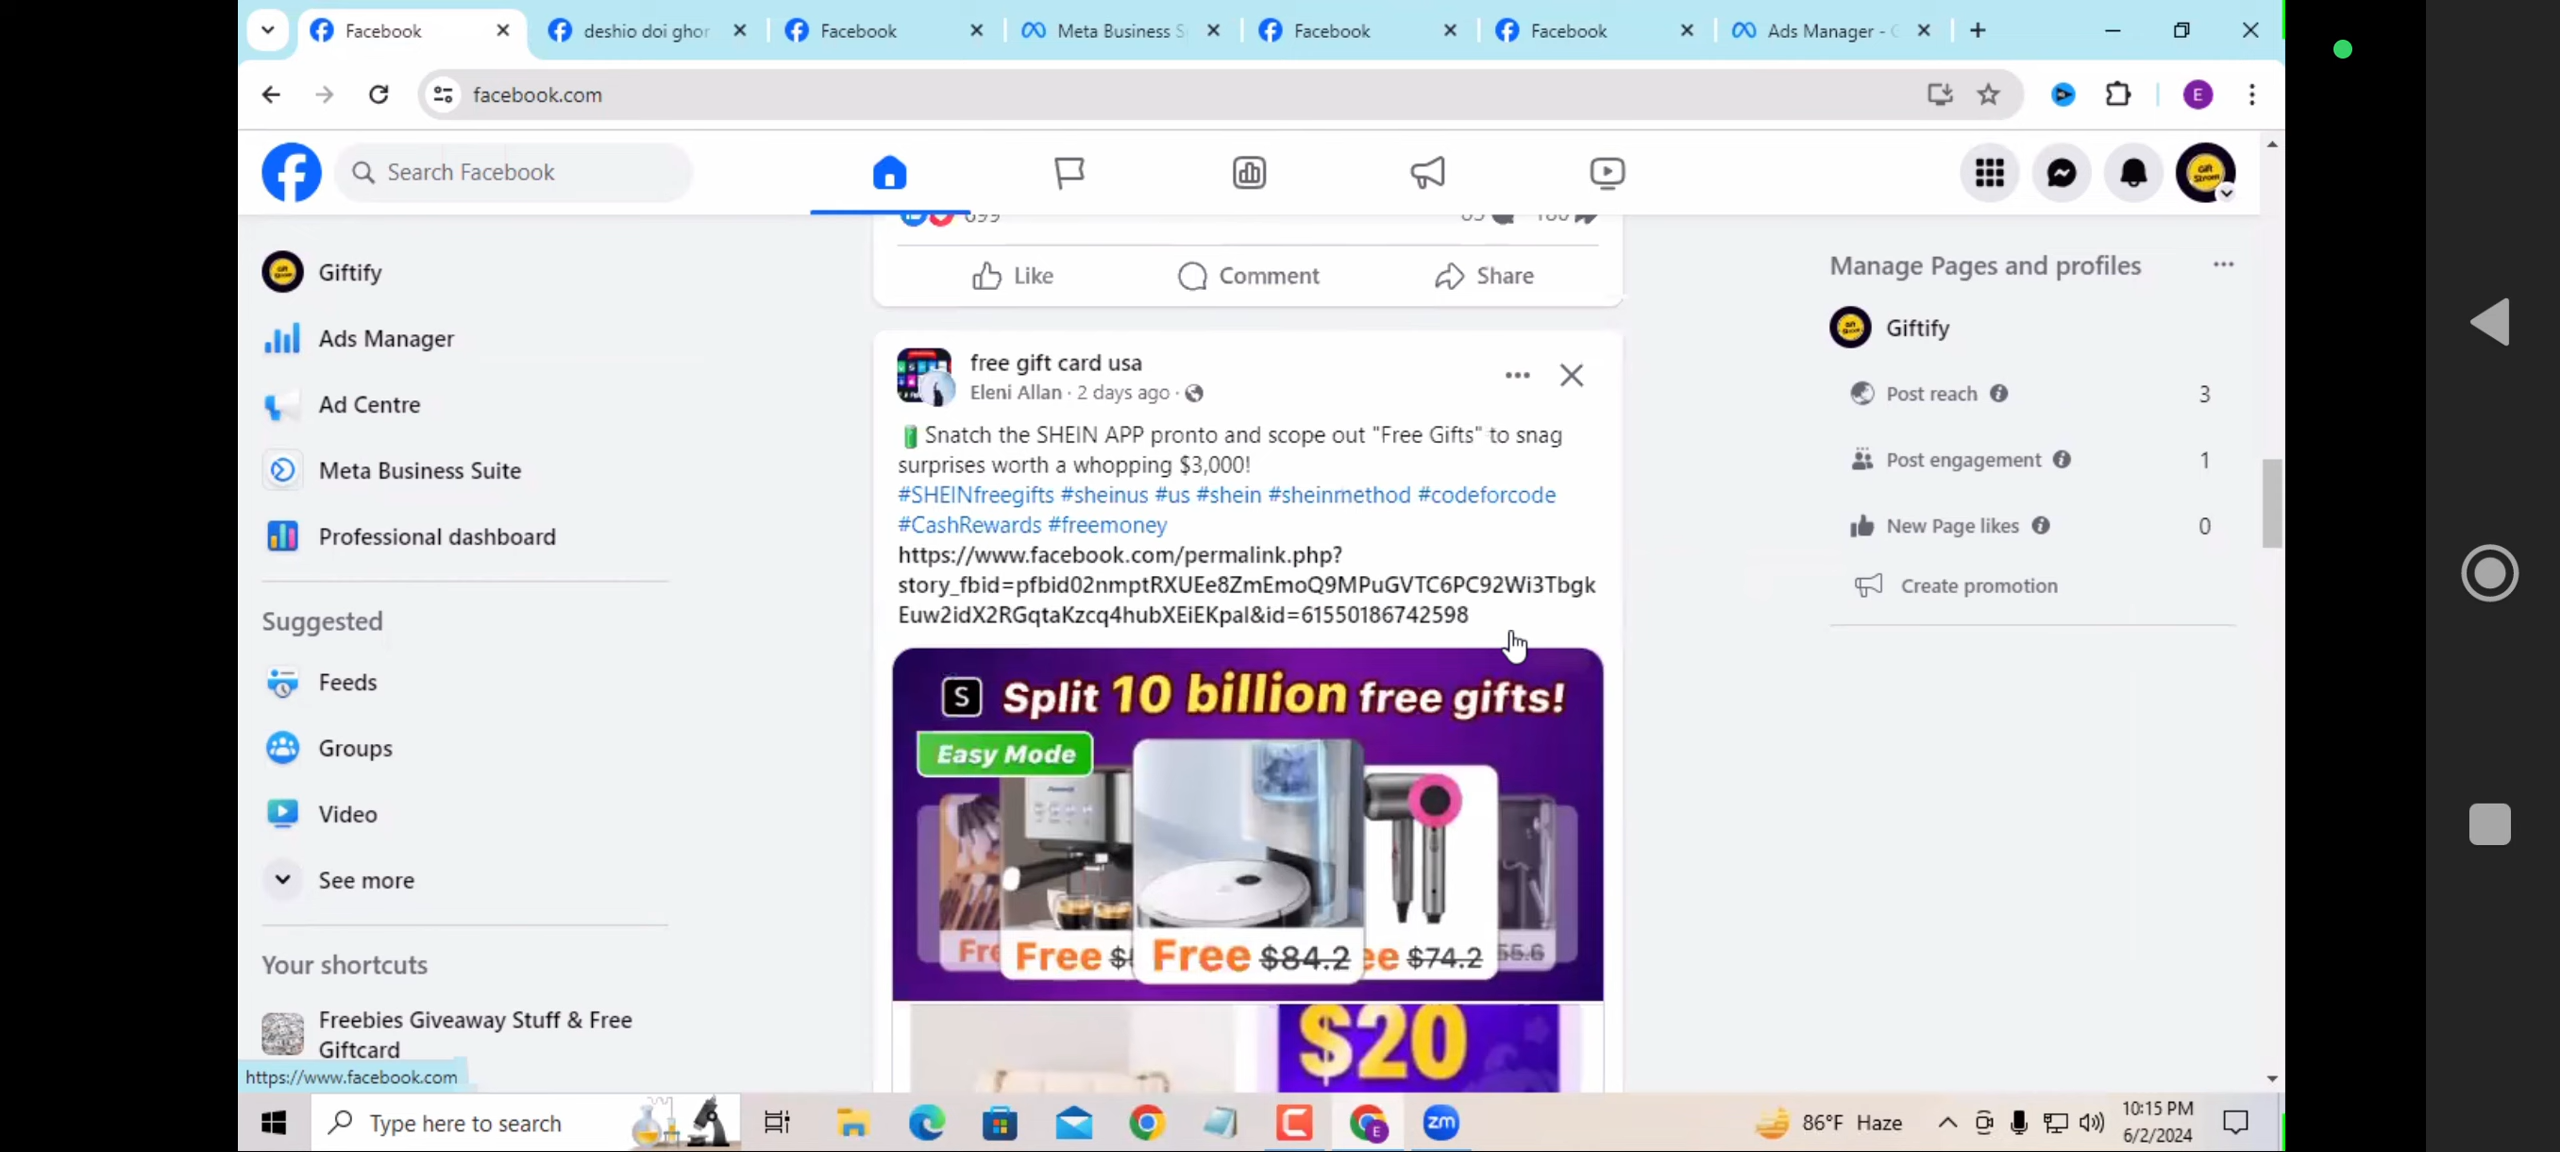 Facebook
deshio doi ghor
Facebook
Meta Business S
Facebook
Facebook
Ads Manager -
facebook.com
E
Search Facebook
699
Like
Comment
Share
Giftify
Ads Manager
Ad Centre
Meta Business Suite
Professional dashboard
Suggested
Feeds
Groups
Video
See more
Your shortcuts
Freebies Giveaway Stuff & Free
Giftcard
https://www.facebook.com
free gift card usa
Eleni Allan · 2 days ago ·
Snatch the SHEIN APP pronto and scope out "Free Gifts" to snag
surprises worth a whopping $3,000!
#SHEINfreegifts #sheinus #us #shein #sheinmethod #codeforcode
#CashRewards #freemoney
https://www.facebook.com/permalink.php?
story_fbid=pfbid02nmptRXUEe8ZmEmoQ9MPuGVTC6PC92Wi3Tbgk
Euw2idX2RGqtaKzcq4hubXEiEKpal&id=61550186742598
S Split 10 billion free gifts!
Easy Mode
Free $84.2
Free
$74.2
55.6
$20
Manage Pages and profiles
Giftify
Post reach 3
Post engagement 1
New Page likes 0
Create promotion
Type here to search
zm
86°F Haze
10:15 PM
6/2/2024